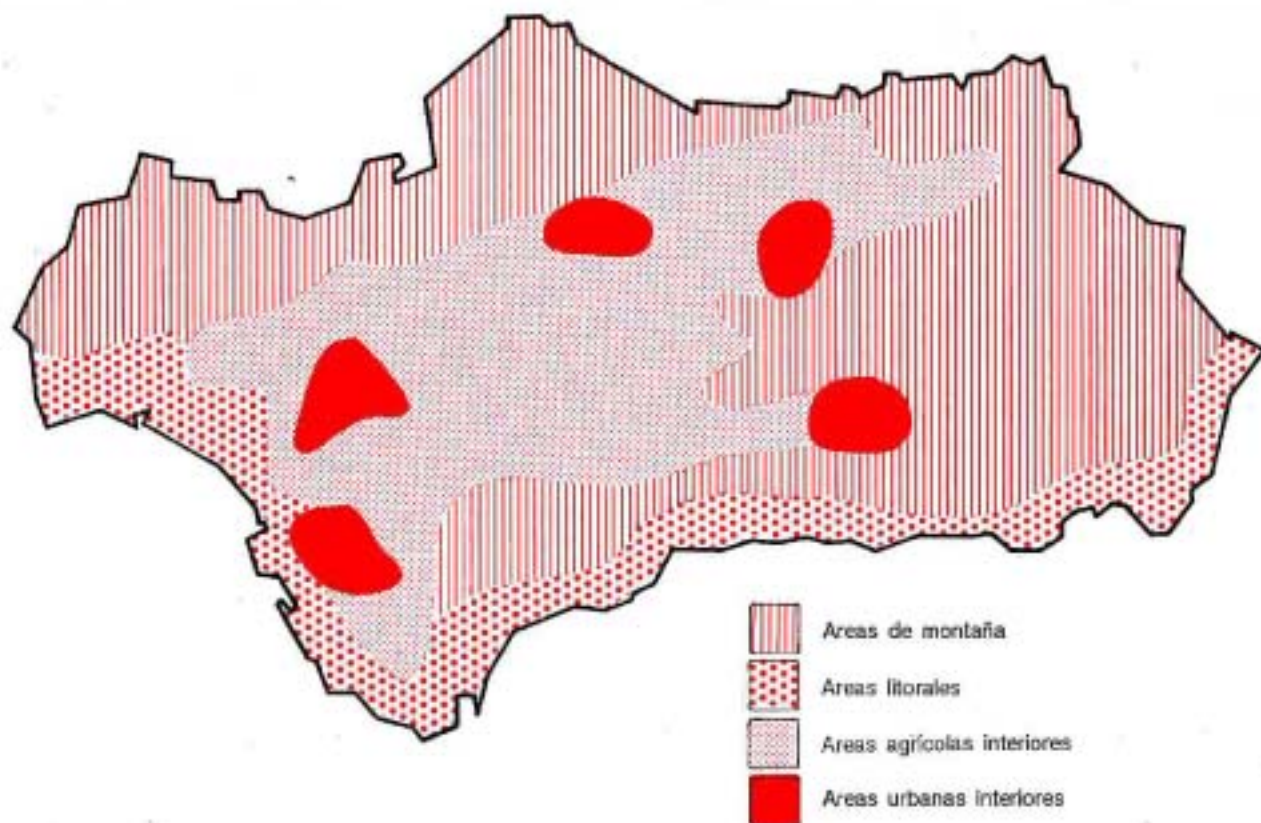 Areas de montaña
Areas litorales
Areas agrícolas interiores
Areas urbanas interiores